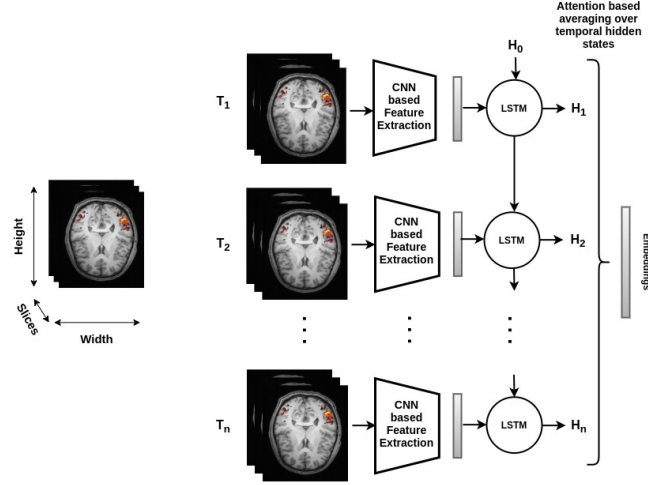 Attention based
averaging over
temporal hidden
states
H0
T1
CNN
based
Feature
Extraction
LSTM
H1
Height
Slices
Width
T2
CNN
based
Feature
Extraction
LSTM
H2
Embeddings
Tn
CNN
based
Feature
Extraction
LSTM
Hn